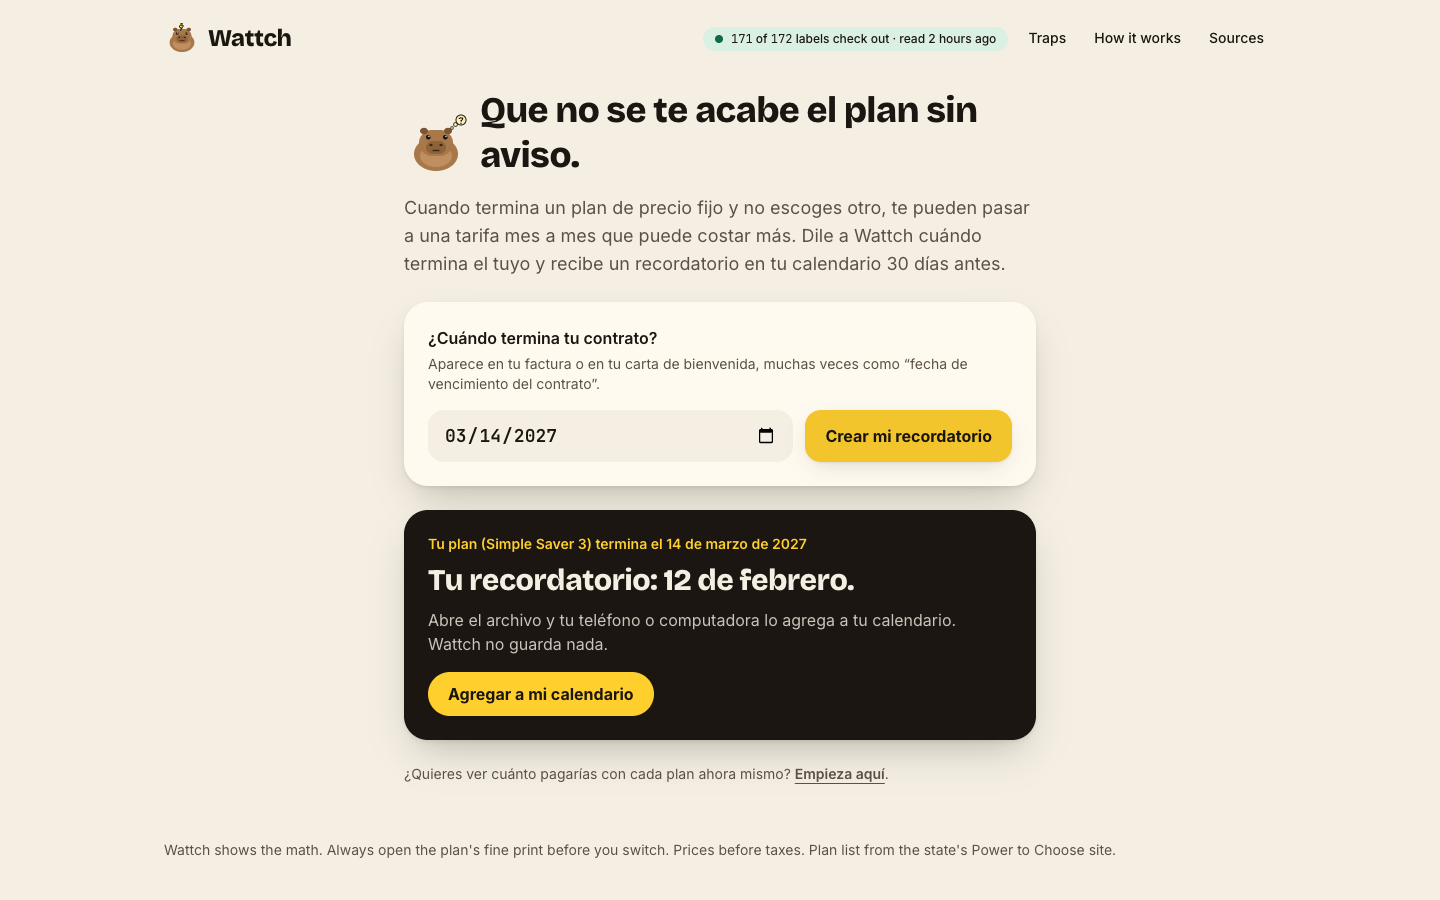 Wattch
171 of 172 labels check out · read 2 hours ago
Traps
How it works
Sources
?
Que no se te acabe el plan sin
aviso.
Cuando termina un plan de precio fijo y no escoges otro, te pueden pasar
a una tarifa mes a mes que puede costar más. Dile a Wattch cuándo
termina el tuyo y recibe un recordatorio en tu calendario 30 días antes.
¿Cuándo termina tu contrato?
Aparece en tu factura o en tu carta de bienvenida, muchas veces como “fecha de
vencimiento del contrato”.
03/14/2027
Crear mi recordatorio
Tu plan (Simple Saver 3) termina el 14 de marzo de 2027
Tu recordatorio: 12 de febrero.
Abre el archivo y tu teléfono o computadora lo agrega a tu calendario.
Wattch no guarda nada.
Agregar a mi calendario
¿Quieres ver cuánto pagarías con cada plan ahora mismo? Empieza aquí.
Wattch shows the math. Always open the plan's fine print before you switch. Prices before taxes. Plan list from the state's Power to Choose site.